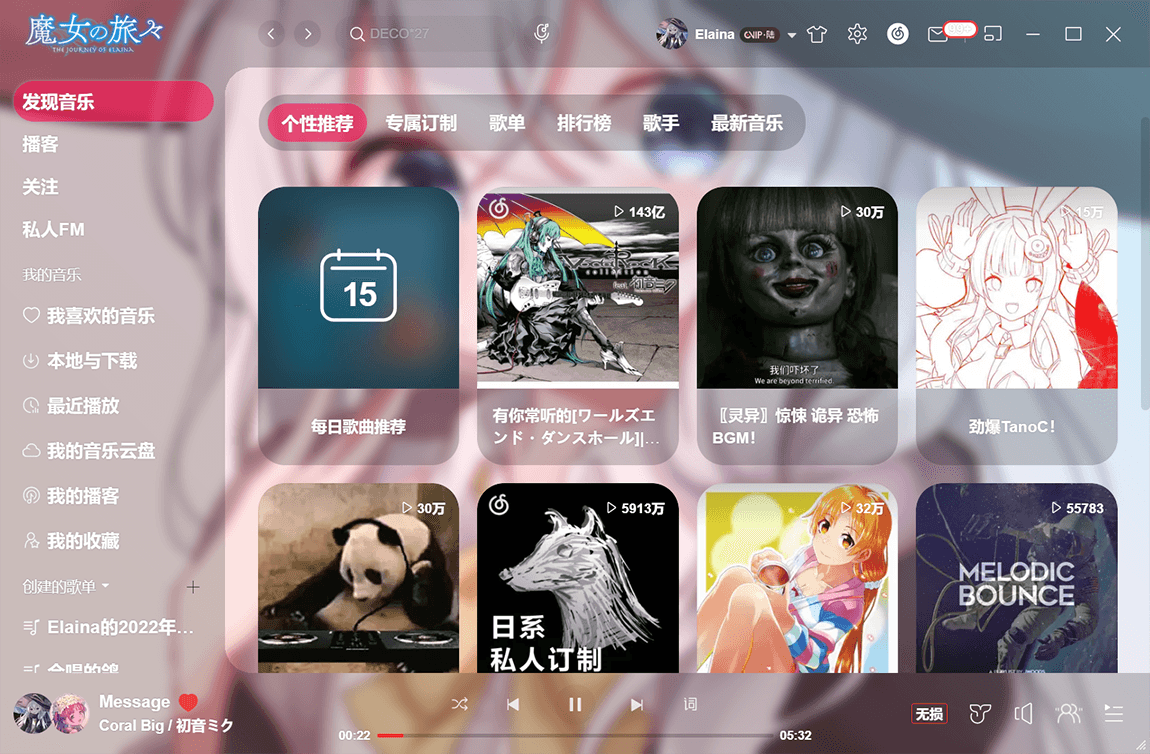 魔女の旅々
THE JOURNEY OF ELAINA
DECO*27
Elaina
发现音乐
播客
关注
私人FM
我的音乐
我喜欢的音乐
本地与下载
最近播放
我的音乐云盘
我的播客
我的收藏
创建的歌单
Elaina的2022年...
个性推荐 专属订制 歌单 排行榜 歌手 最新音乐
15
每日歌曲推荐
143亿
VOCAROCK
collection
feat.初音ミク
有你常听的[ワールズエ
ンド・ダンスホール]|...
30万
我们吓坏了
We are beyond terrified
〖灵异〗惊悚 诡异 恐怖
BGM!
15万
劲爆TanoC!
30万
5913万
日系
私人订制
32万
55783
MELODIC
BOUNCE
Message
Coral Big / 初音ミク
词
00:22
05:32
无损